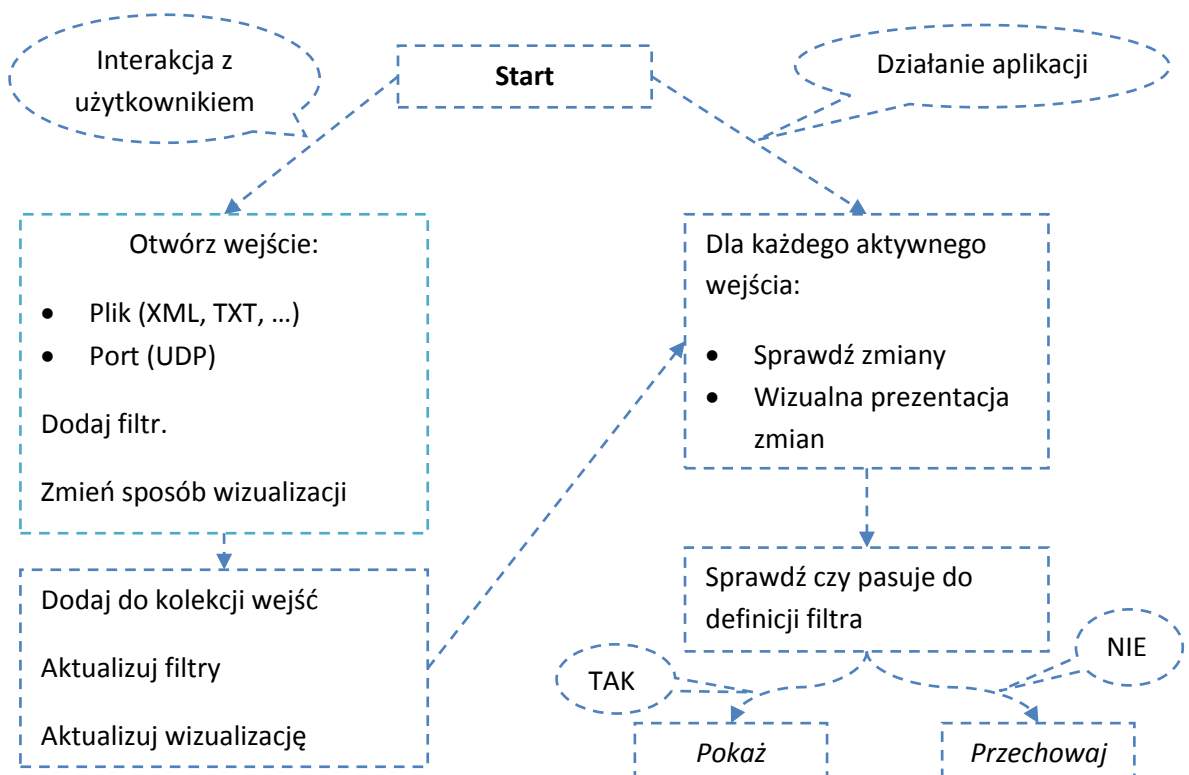 Interakcja z
użytkownikiem
Start
Działanie aplikacji
Otwórz wejście:
• Plik (XML, TXT, ...)
• Port (UDP)
Dodaj filtr.
Zmień sposób wizualizacji
Dodaj do kolekcji wejść
Aktualizuj filtry
Aktualizuj wizualizację
Dla każdego aktywnego
wejścia:
• Sprawdź zmiany
• Wizualna prezentacja
zmian
Sprawdź czy pasuje do
definicji filtra
TAK
NIE
Pokaż
Przechowaj